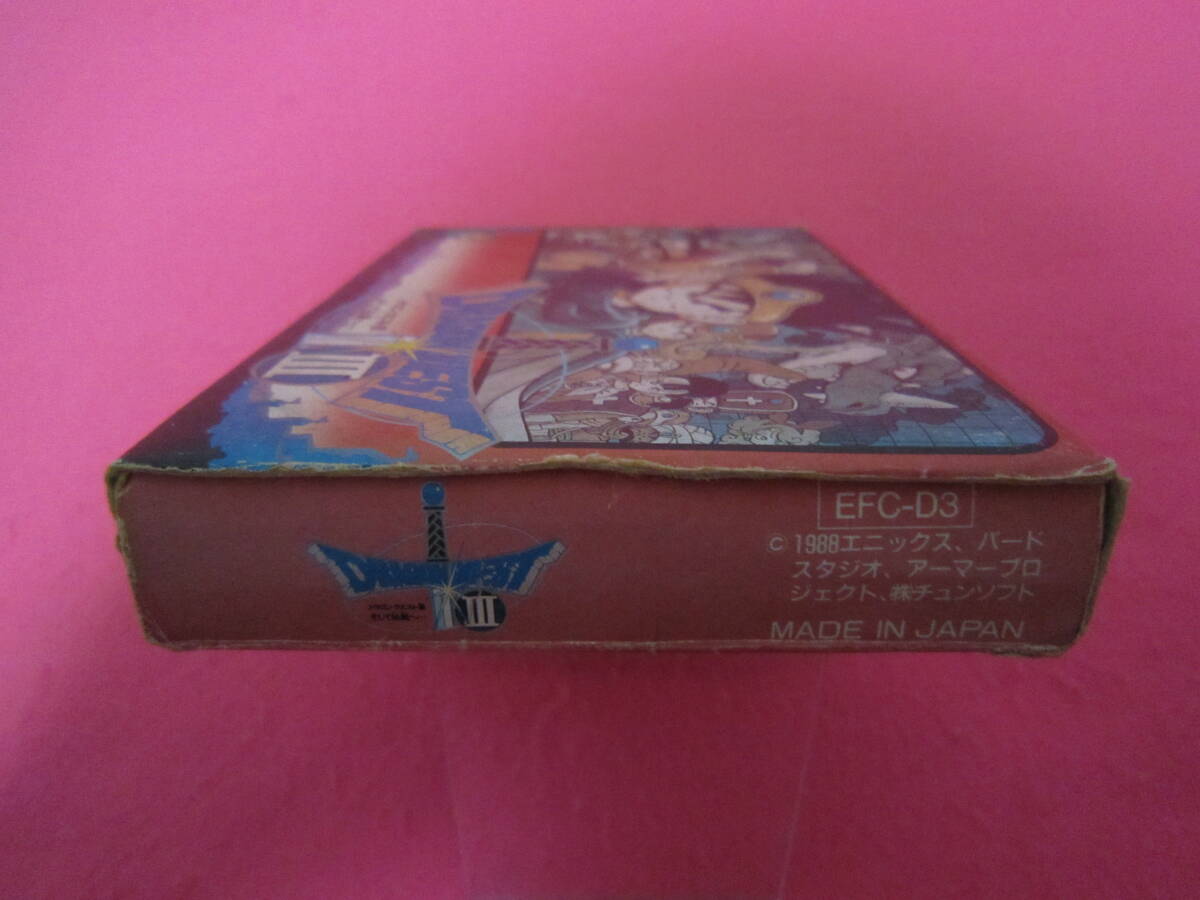 III
EFC-D3
© 1988エニックス、バード
スタジオ、アーマープロ
ジェクト、㈱チュンソフト
MADE IN JAPAN
III